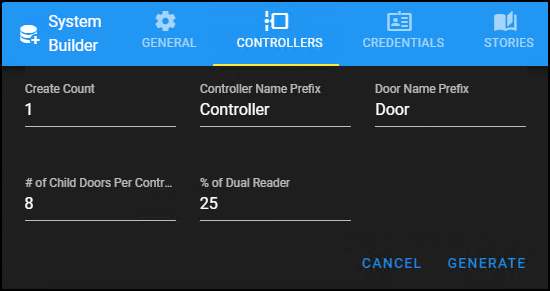 System
Builder
GENERAL
CONTROLLERS
CREDENTIALS
STORIES
Create Count
Controller Name Prefix
Door Name Prefix
1
Controller
Door
# of Child Doors Per Contr...
% of Dual Reader
8
25
CANCEL
GENERATE